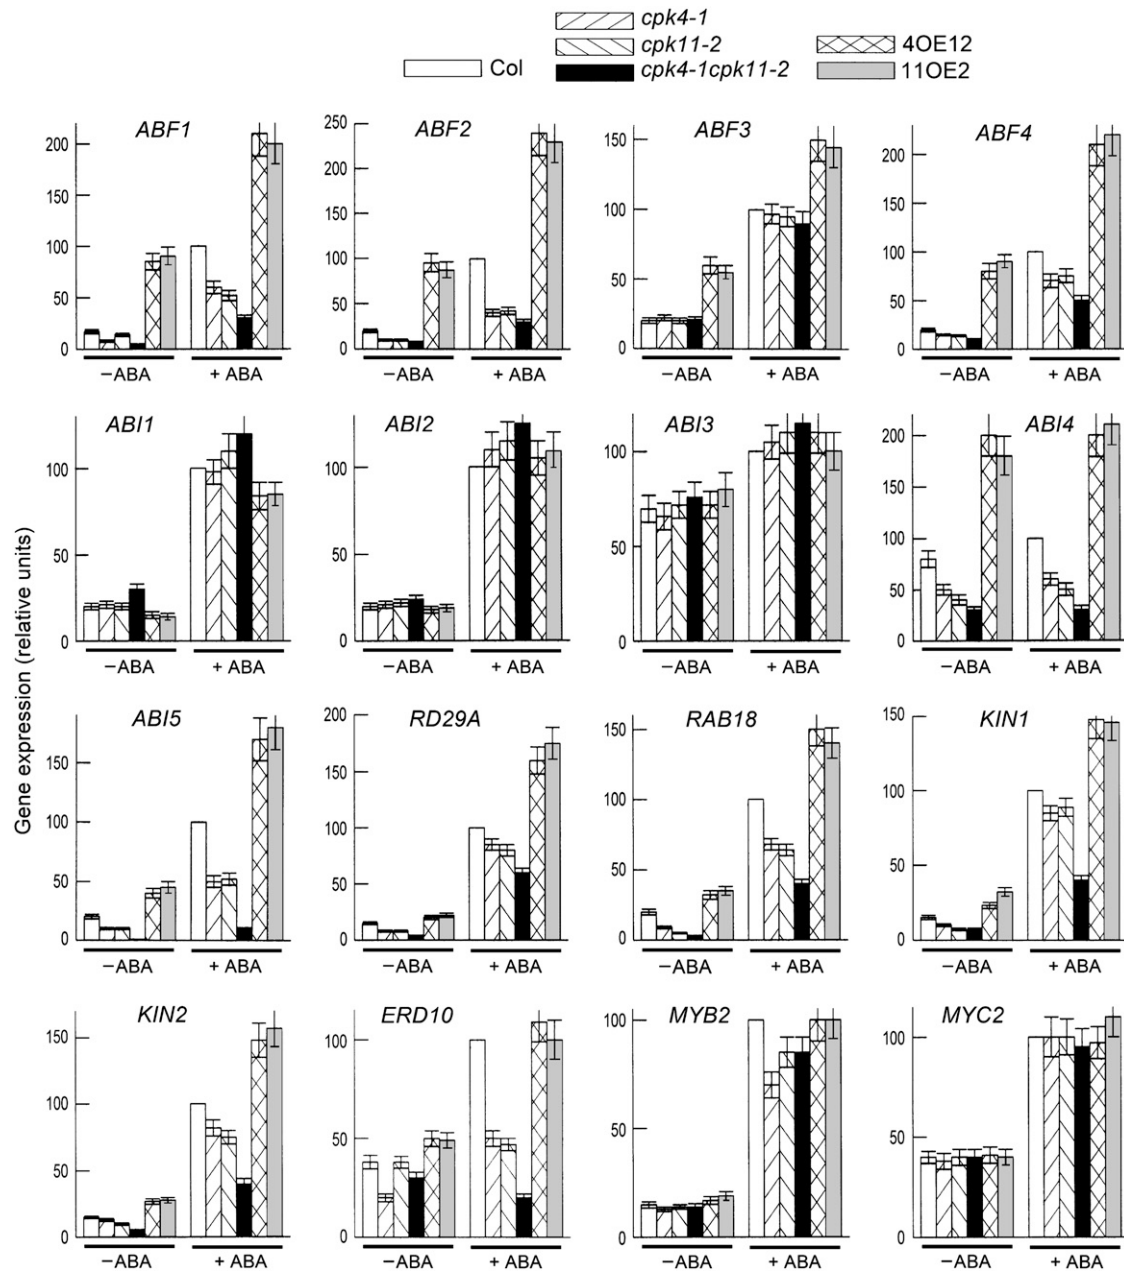 cpk4-1
cpk11-2
4OE12
Col
cpk4-1cpk11-2
11OE2
Gene expression (relative units)
ABF1
200
150
100
50
0
−ABA
+ ABA
ABF2
250
200
150
100
50
0
−ABA
+ ABA
ABF3
150
100
50
0
−ABA
+ ABA
ABF4
200
150
100
50
0
−ABA
+ ABA
ABI1
100
50
0
−ABA
+ ABA
ABI2
100
50
0
−ABA
+ ABA
ABI3
100
50
0
−ABA
+ ABA
ABI4
200
150
100
50
0
−ABA
+ ABA
ABI5
150
100
50
0
−ABA
+ ABA
RD29A
200
150
100
50
0
−ABA
+ ABA
RAB18
150
100
50
0
−ABA
+ ABA
KIN1
150
100
50
0
−ABA
+ ABA
KIN2
150
100
50
0
−ABA
+ ABA
ERD10
100
50
0
−ABA
+ ABA
MYB2
100
50
0
−ABA
+ ABA
MYC2
100
50
0
−ABA
+ ABA